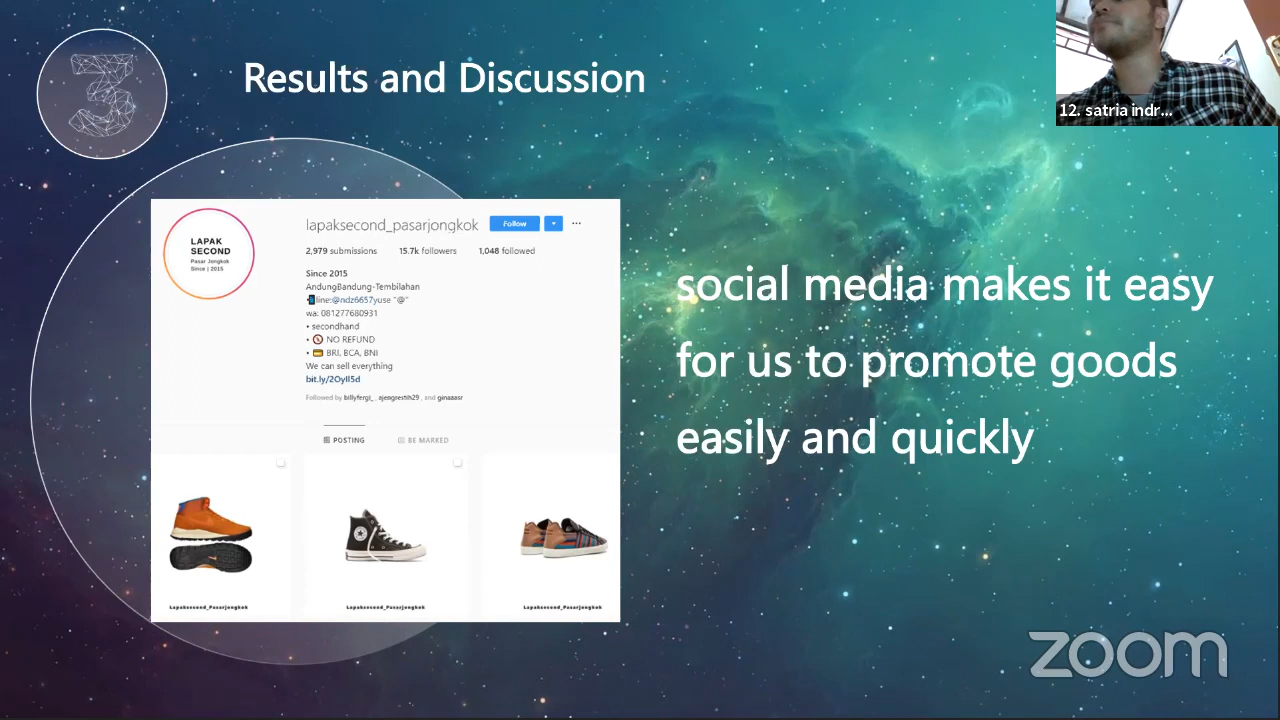 3
Results and Discussion
12. satria indr...
LAPAK
SECOND
Pasar Jongkok
Since | 2015
lapaksecond_pasarjongkok Follow ...
2,979 submissions 15.7k followers 1,048 followed
Since 2015
AndungBandung-Tembilahan
line:@ndz6657yuse "@"
wa: 081277680931
• secondhand
• NO REFUND
• BRI, BCA, BNI
We can sell everything
bit.ly/2OyIl5d
Followed by billyfergi_ , ajengrestih29 , and
POSTING BE MARKED
Lapaksecond_Pasarjongkok Lapaksecond_Pasarjongkok Lapaksecond_Pasarjongkok
social media makes it easy
for us to promote goods
easily and quickly
zoom